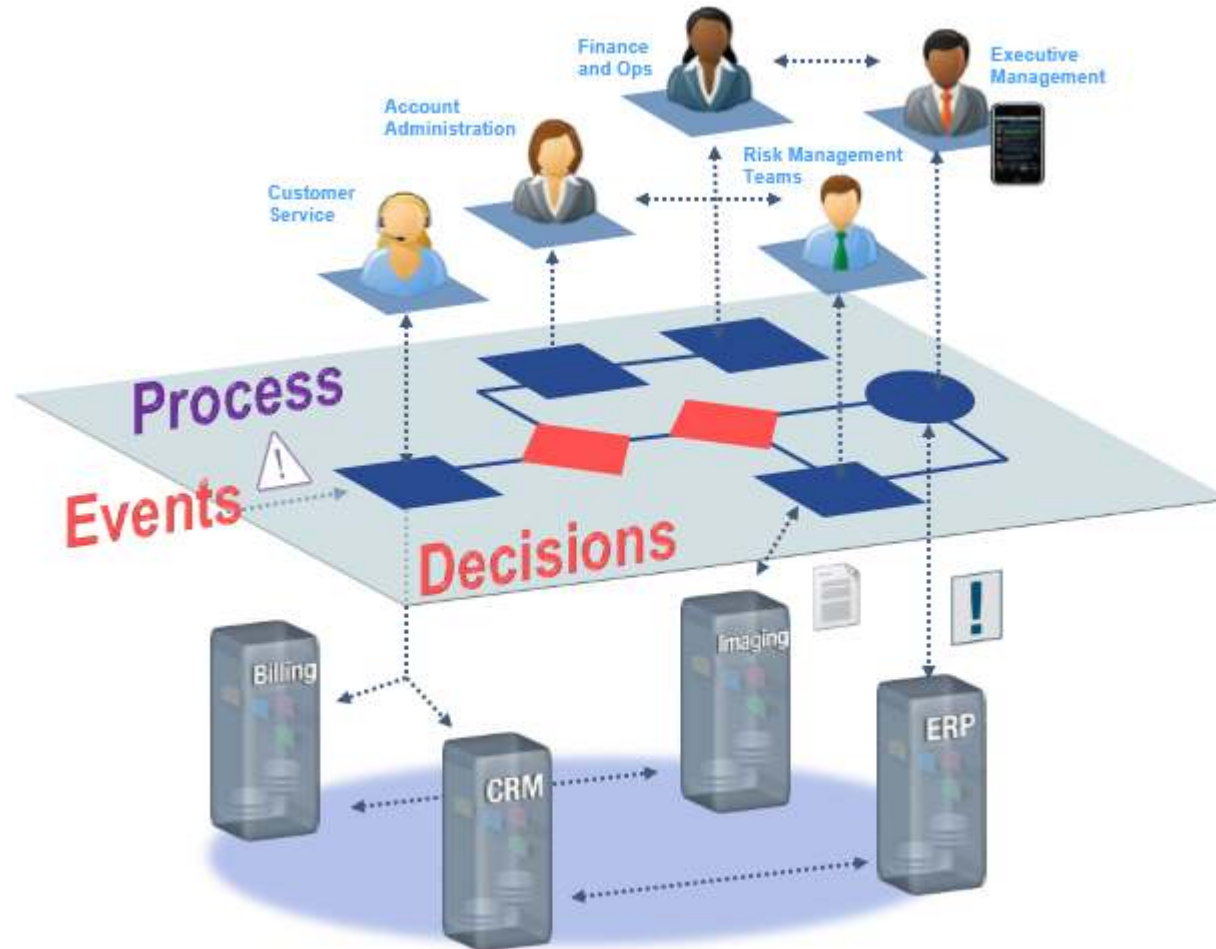 Finance
and Ops
Executive
Management
Account
Administration
Risk Management
Teams
Customer
Service
Process
Events
Decisions
Billing
Imaging
CRM
ERP